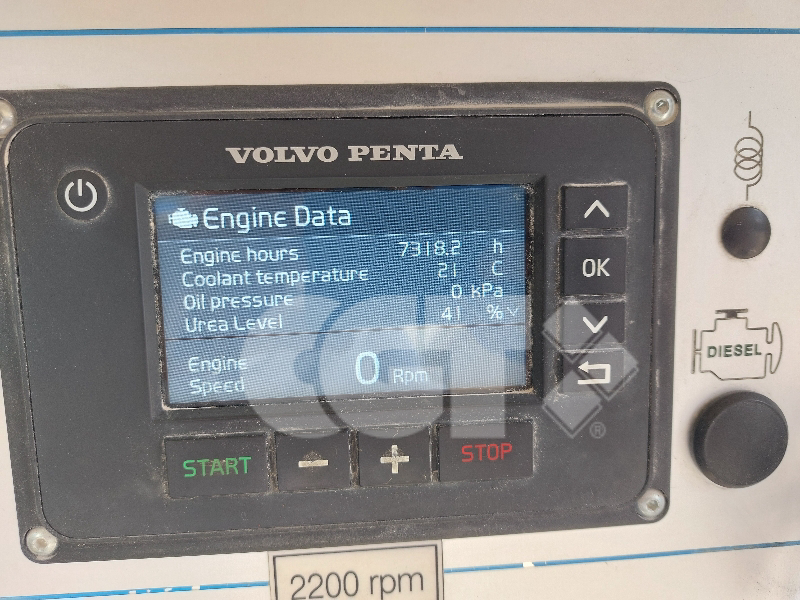 VOLVO PENTA
Engine Data
Engine hours 7318.2 h
Coolant temperature 21 C
Oil pressure 0 kPa
Urea Level 41 %
Engine Speed 0 Rpm
OK
START - + STOP
DIESEL
2200 rpm
CGT ®